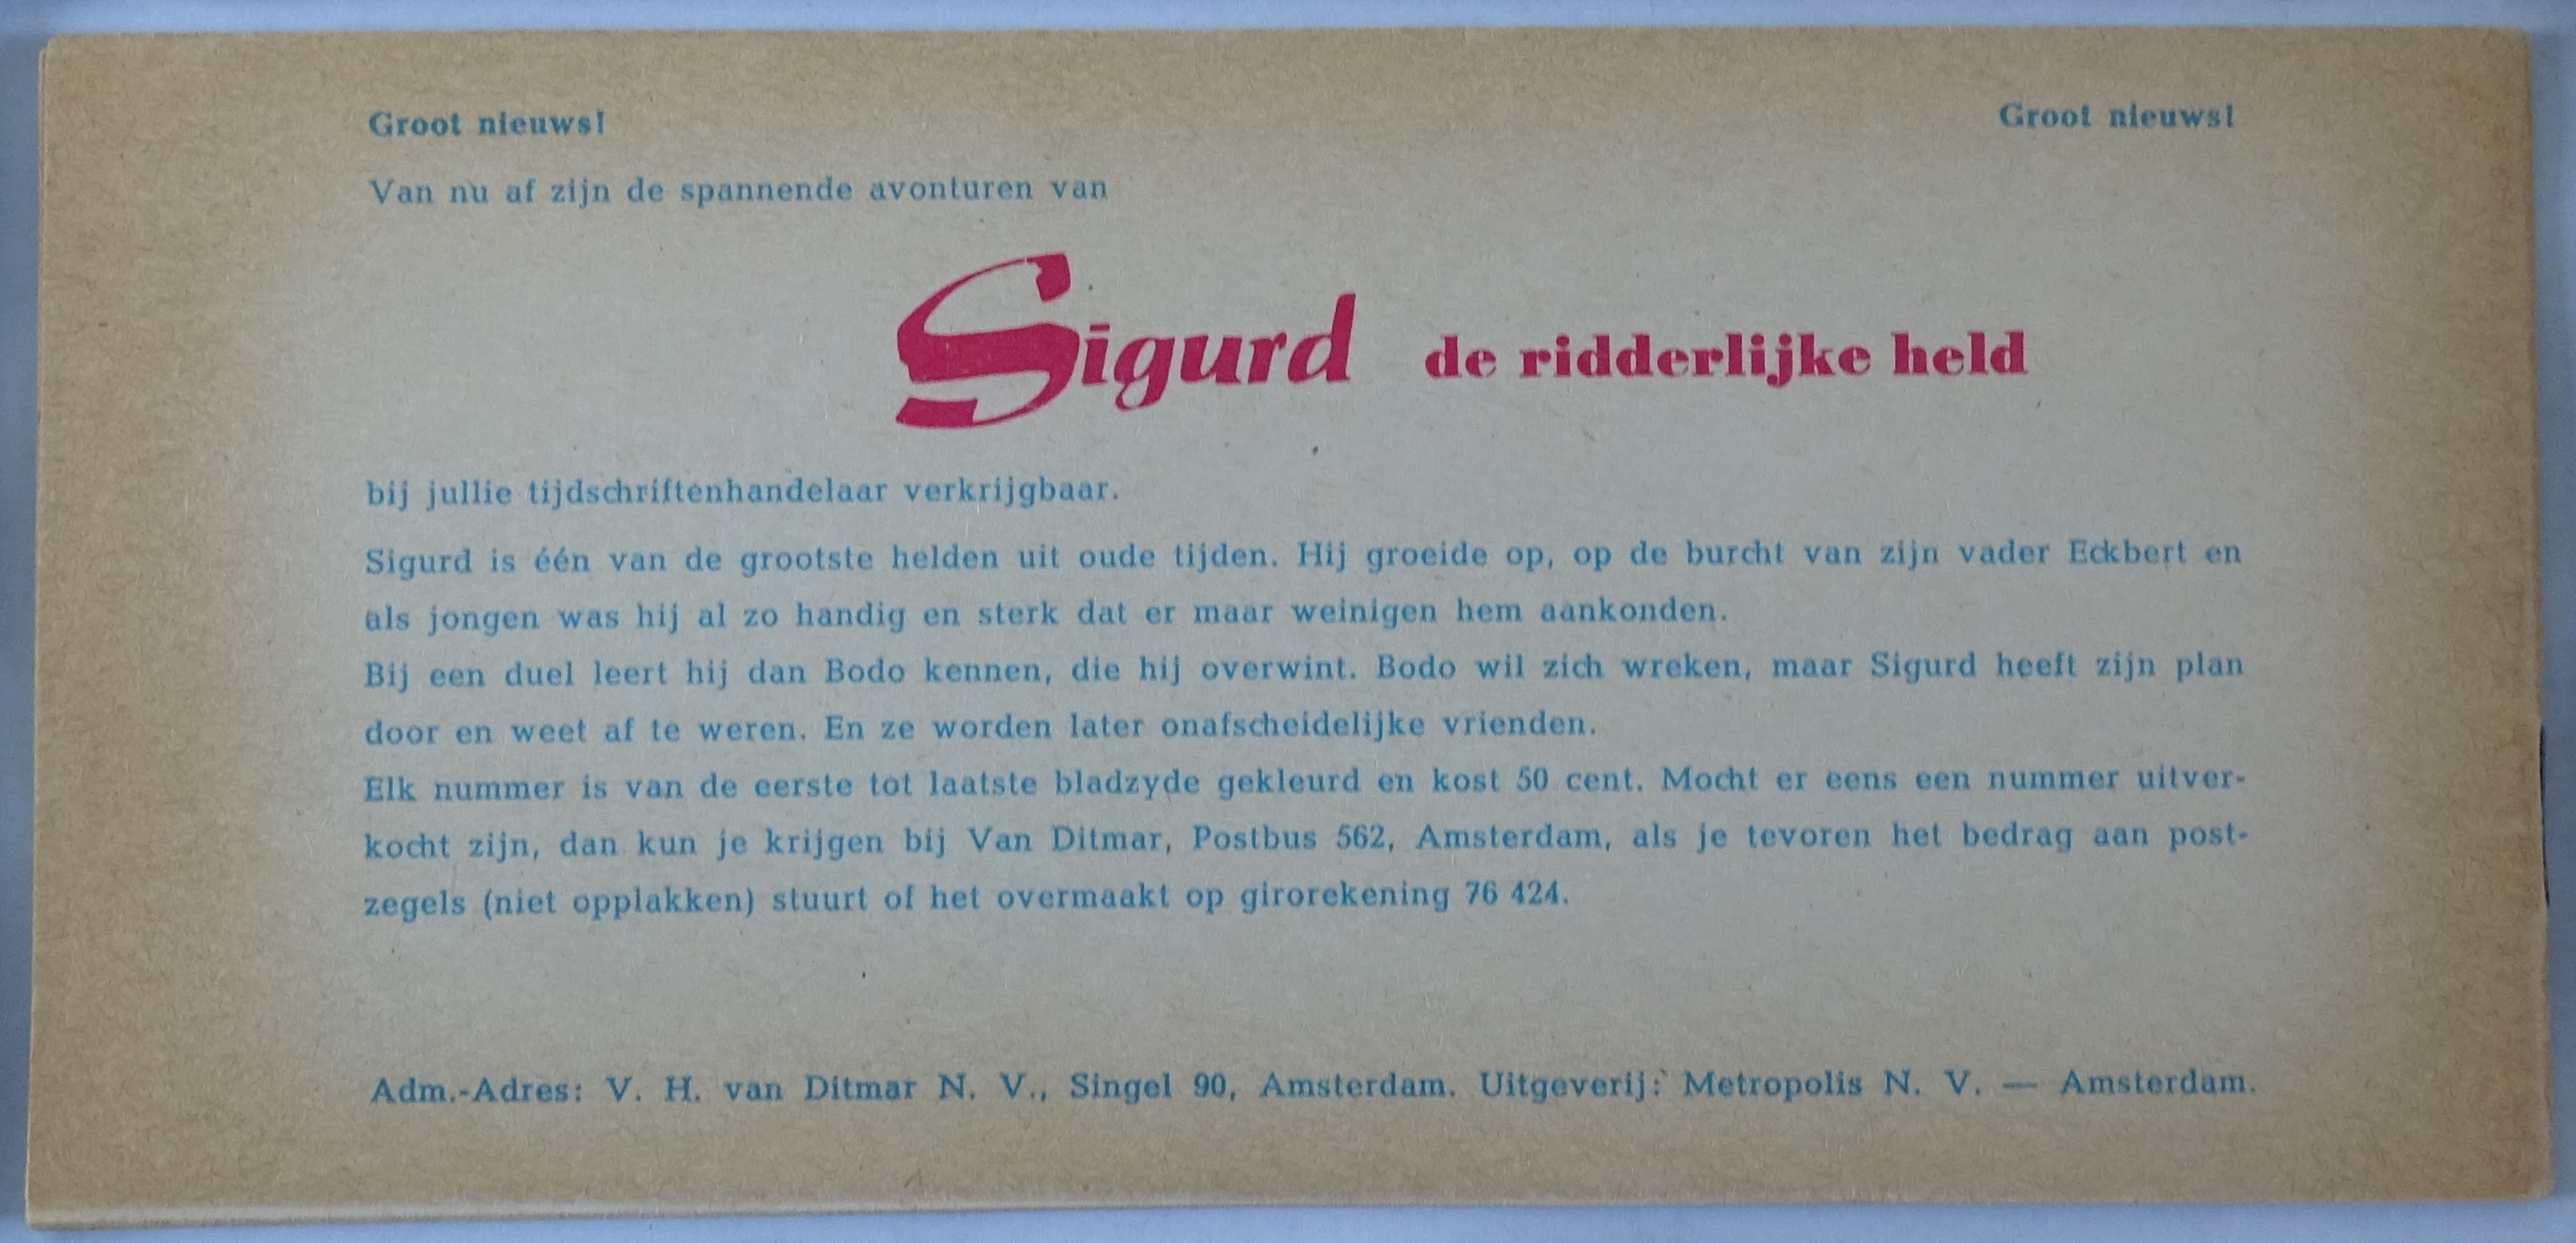 Groot nieuws! Groot nieuws!
Van nu af zijn de spannende avonturen van
Sigurd de ridderlijke held
bij jullie tijdschriftenhandelaar verkrijgbaar.
Sigurd is één van de grootste helden uit oude tijden. Hij groeide op, op de burcht van zijn vader Eckbert en
als jongen was hij al zo handig en sterk dat er maar weinigen hem aankonden.
Bij een duel leert hij dan Bodo kennen, die hij overwint. Bodo wil zich wreken, maar Sigurd heeft zijn plan
door en weet af te weren. En ze worden later onafscheidelijke vrienden.
Elk nummer is van de eerste tot laatste bladzyde gekleurd en kost 50 cent. Mocht er eens een nummer uitver-
kocht zijn, dan kun je krijgen bij Van Ditmar, Postbus 562, Amsterdam, als je tevoren het bedrag aan post-
zegels (niet opplakken) stuurt of het overmaakt op girorekening 76 424.
Adm.-Adres: V. H. van Ditmar N. V., Singel 90, Amsterdam. Uitgeverij: Metropolis N. V. — Amsterdam.